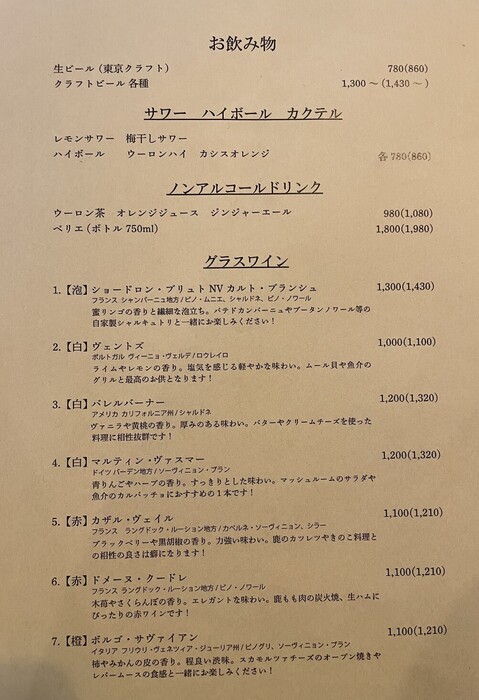 お飲み物
生ビール（東京クラフト） 780(860)
クラフトビール各種 1,300 ～（1,430 ～ ）
サワー　ハイボール　カクテル
レモンサワー　梅干しサワー
ハイボール　　ウーロンハイ　カシスオレンジ 各 780(860)
ノンアルコールドリンク
ウーロン茶　オレンジジュース　ジンジャーエール 980(1,080)
ペリエ（ボトル 750ml） 1,800(1,980)
グラスワイン
1.【泡】ショードロン・ブリュト NV カルト・ブランシュ 1,300(1,430)
フランス シャンパーニュ地方 / ピノ・ムニエ、シャルドネ、ピノ・ノワール
蜜リンゴの香りと繊細な泡立ち。パテドカンパーニュやブータンノワール等の
自家製シャルキュトリと一緒にお楽しみください！
2.【白】ヴェントズ 1,000(1,100)
ポルトガル ヴィーニョ・ヴェルデ / ロウレイロ
ライムやレモンの香り。塩気を感じる軽やかな味わい。ムール貝や魚介の
グリルと最高のお供となります！
3.【白】バレルバーナー 1,200(1,320)
アメリカ カリフォルニア州 / シャルドネ
ヴァニラや黄桃の香り。厚みのある味わい。バターやクリームチーズを使った
料理に相性抜群です！
4.【白】マルティン・ヴァスマー 1,200(1,320)
ドイツ バーデン地方 / ソーヴィニョン・ブラン
青りんごやハーブの香り。すっきりとした味わい。マッシュルームのサラダや
魚介のカルパッチョにおすすめの１本です！
5.【赤】カザル・ヴェイル 1,100(1,210)
フランス　ラングドック・ルーション地方 / カベルネ・ソーヴィニョン、シラー
ブラックベリーや黒胡椒の香り。力強い味わい。鹿のカツレツやきのこ料理と
の相性の良さは癖になります！
6.【赤】ドメーヌ・クードレ 1,100(1,210)
フランス ラングドック・ルーション地方 / ピノ・ノワール
木苺やさくらんぼの香り。エレガントな味わい。鹿もも肉の炭火焼、生ハムに
ぴったりの赤ワインです！
7.【橙】ボルゴ・サヴァイアン 1,100(1,210)
イタリア フリウリ・ヴェネツィア・ジューリア州 / ピノグリ、ソーヴィニョン・ブラン
柿やみかんの皮の香り。程良い渋味。スカモルツァチーズのオーブン焼きや
レバームースの食感と一緒にお楽しみください！